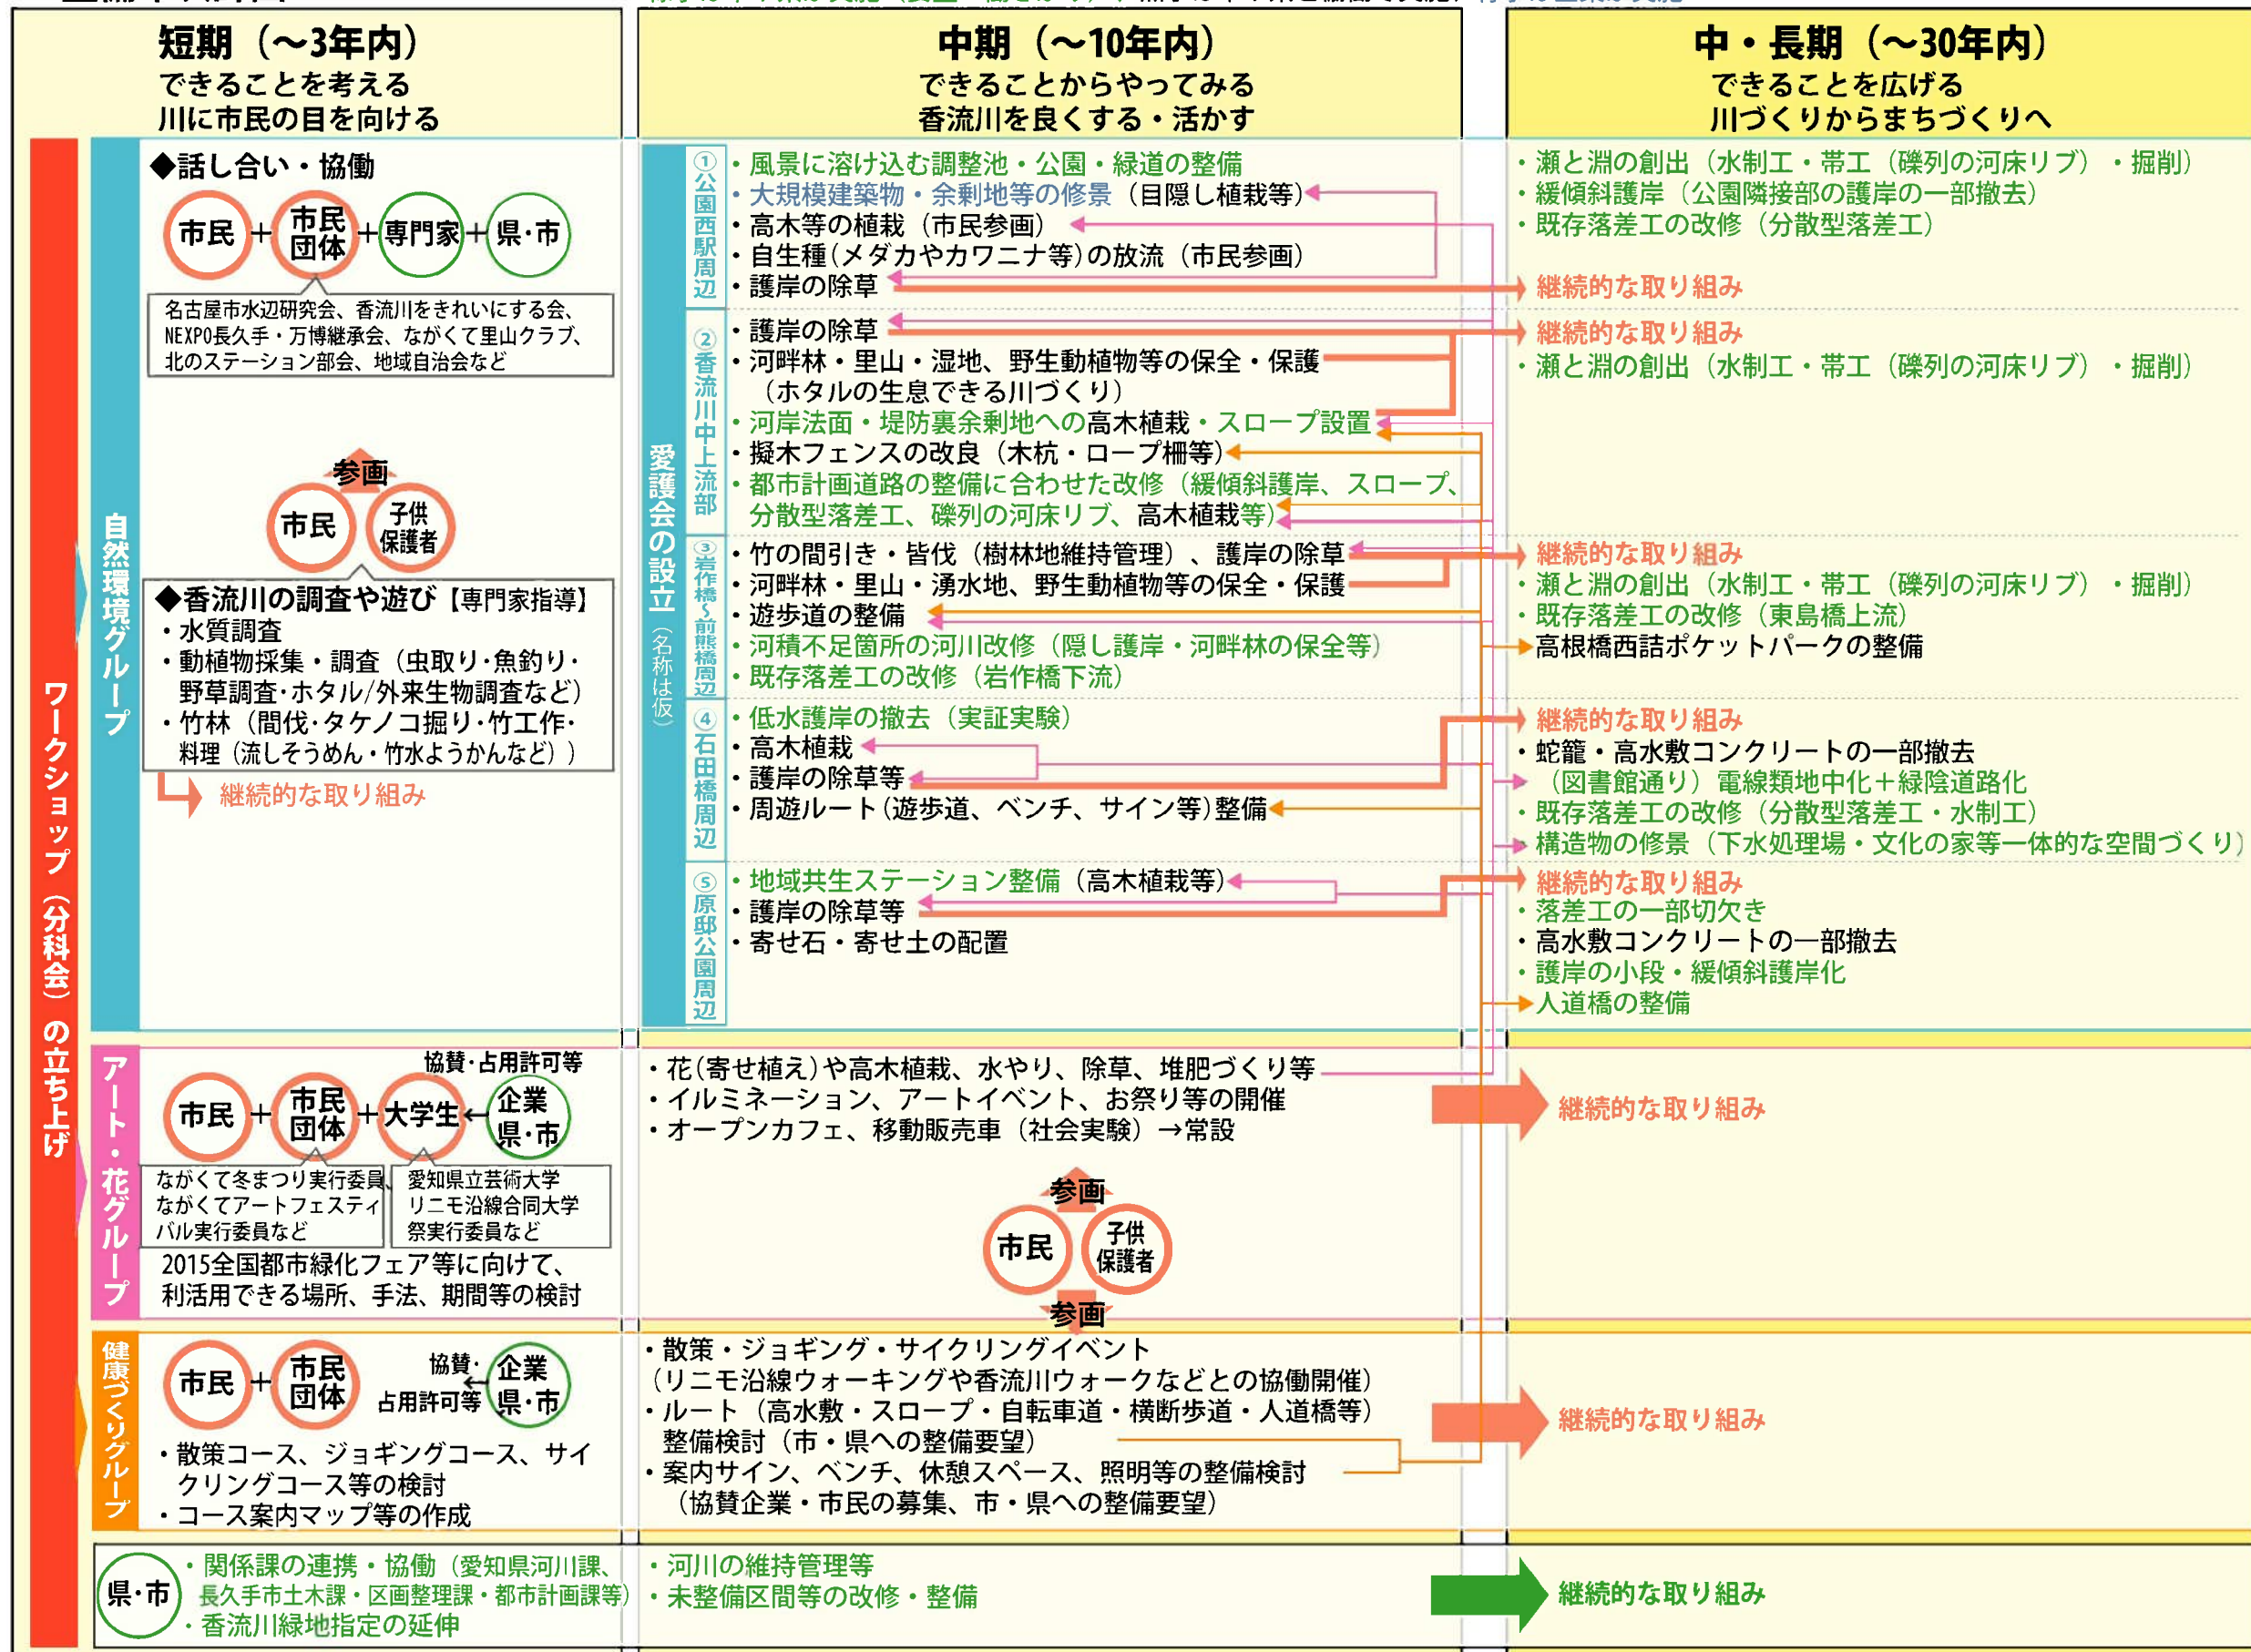 短期（～3年内）
できることを考える
川に市民の目を向ける
中期（～10年内）
できることからやってみる
香流川を良くする・活かす
中・長期（～30年内）
できることを広げる
川づくりからまちづくりへ
ワークショップ（分科会）の立ち上げ
自然環境グループ
◆話し合い・協働
市民＋市民団体＋専門家＋県・市
名古屋市水辺研究会、香流川をきれいにする会、
NEXPO長久手・万博継承会、ながくて里山クラブ、
北のステーション部会、地域自治会など
参画
市民
子供
保護者
◆香流川の調査や遊び【専門家指導】
・水質調査
・動植物採集・調査（虫取り・魚釣り・
野草調査・ホタル/外来生物調査など）
・竹林（間伐・タケノコ掘り・竹工作・
料理（流しそうめん・竹水ようかんなど））
継続的な取り組み
愛護会の設立（名称は仮）
①公園西駅周辺
・風景に溶け込む調整池・公園・緑道の整備
・大規模建築物・余剰地等の修景（目隠し植栽等）
・高木等の植栽（市民参画）
・自生種（メダカやカワニナ等）の放流（市民参画）
・護岸の除草
・瀬と淵の創出（水制工・帯工（礫列の河床リブ）・掘削）
・緩傾斜護岸（公園隣接部の護岸の一部撤去）
・既存落差工の改修（分散型落差工）
継続的な取り組み
②香流川中上流部
・護岸の除草
・河畔林・里山・湿地、野生動植物等の保全・保護
（ホタルの生息できる川づくり）
・河岸法面・堤防裏余剰地への高木植栽・スロープ設置
・擬木フェンスの改良（木杭・ロープ柵等）
・都市計画道路の整備に合わせた改修（緩傾斜護岸、スロープ、
分散型落差工、礫列の河床リブ、高木植栽等）
継続的な取り組み
・瀬と淵の創出（水制工・帯工（礫列の河床リブ）・掘削）
③岩作橋～前熊橋周辺
・竹の間引き・皆伐（樹林地維持管理）、護岸の除草
・河畔林・里山・湧水地、野生動植物等の保全・保護
・遊歩道の整備
・河積不足箇所の河川改修（隠し護岸・河畔林の保全等）
・既存落差工の改修（岩作橋下流）
継続的な取り組み
・瀬と淵の創出（水制工・帯工（礫列の河床リブ）・掘削）
・既存落差工の改修（東島橋上流）
高根橋西詰ポケットパークの整備
④石田橋周辺
・低水護岸の撤去（実証実験）
・高木植栽
・護岸の除草等
・周遊ルート（遊歩道、ベンチ、サイン等）整備
継続的な取り組み
・蛇籠・高水敷コンクリートの一部撤去
（図書館通り）電線類地中化＋緑陰道路化
・既存落差工の改修（分散型落差工・水制工）
構造物の修景（下水処理場・文化の家等一体的な空間づくり）
⑤原邸公園周辺
・地域共生ステーション整備（高木植栽等）
・護岸の除草等
・寄せ石・寄せ土の配置
継続的な取り組み
・落差工の一部切欠き
・高水敷コンクリートの一部撤去
・護岸の小段・緩傾斜護岸化
人道橋の整備
アート・花グループ
協賛・占用許可等
市民＋市民団体＋大学生←企業 県・市
ながくて冬まつり実行委員、
ながくてアートフェスティ
バル実行委員など
愛知県立芸術大学
リニモ沿線合同大学
祭実行委員など
2015全国都市緑化フェア等に向けて、
利活用できる場所、手法、期間等の検討
・花（寄せ植え）や高木植栽、水やり、除草、堆肥づくり等
・イルミネーション、アートイベント、お祭り等の開催
・オープンカフェ、移動販売車（社会実験）→常設
継続的な取り組み
参画
市民
子供
保護者
参画
健康づくりグループ
市民＋市民団体
協賛・
占用許可等
←
企業
県・市
・散策コース、ジョギングコース、サイ
クリングコース等の検討
・コース案内マップ等の作成
・散策・ジョギング・サイクリングイベント
（リニモ沿線ウォーキングや香流川ウォークなどとの協働開催）
・ルート（高水敷・スロープ・自転車道・横断歩道・人道橋等）
整備検討（市・県への整備要望）
・案内サイン、ベンチ、休憩スペース、照明等の整備検討
（協賛企業・市民の募集、市・県への整備要望）
継続的な取り組み
県・市
・関係課の連携・協働（愛知県河川課、
長久手市土木課・区画整理課・都市計画課等）
・香流川緑地指定の延伸
・河川の維持管理等
・未整備区間等の改修・整備
継続的な取り組み